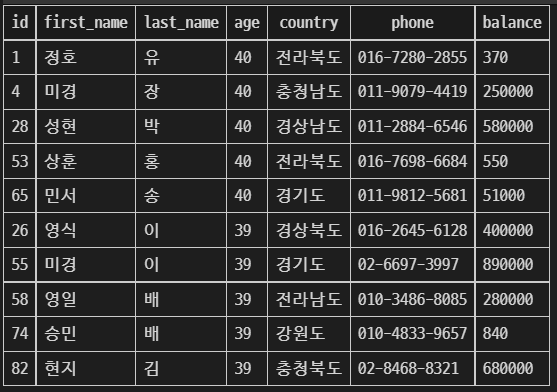 id first_name last_name age country phone balance
1 정호 유 40 전라북도 016-7280-2855 370
4 미경 장 40 충청남도 011-9079-4419 250000
28 성현 박 40 경상남도 011-2884-6546 580000
53 상훈 홍 40 전라북도 016-7698-6684 550
65 민서 송 40 경기도 011-9812-5681 51000
26 영식 이 39 경상북도 016-2645-6128 400000
55 미경 이 39 경기도 02-6697-3997 890000
58 영일 배 39 전라남도 010-3486-8085 280000
74 승민 배 39 강원도 010-4833-9657 840
82 현지 김 39 충청북도 02-8468-8321 680000